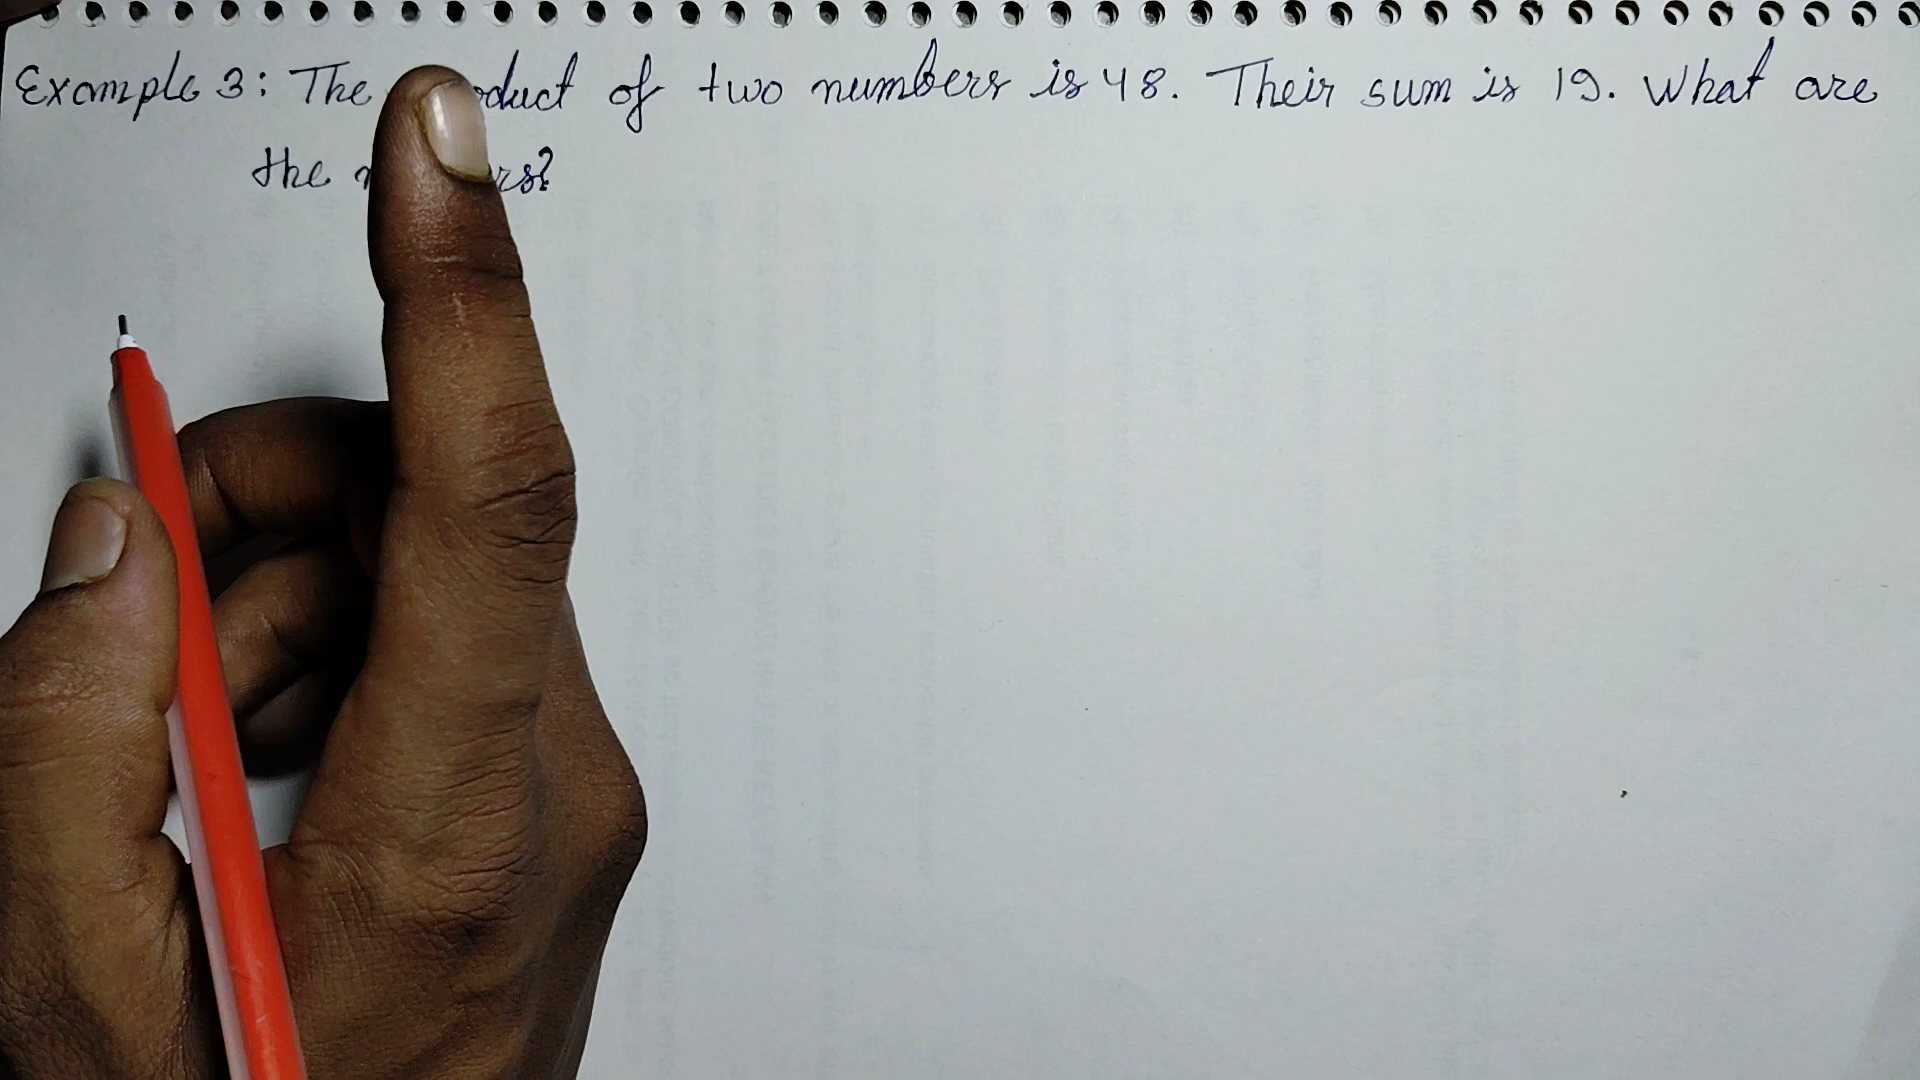 Example 3: The product of two numbers is 48. Their sum is 19. What are
the numbers?